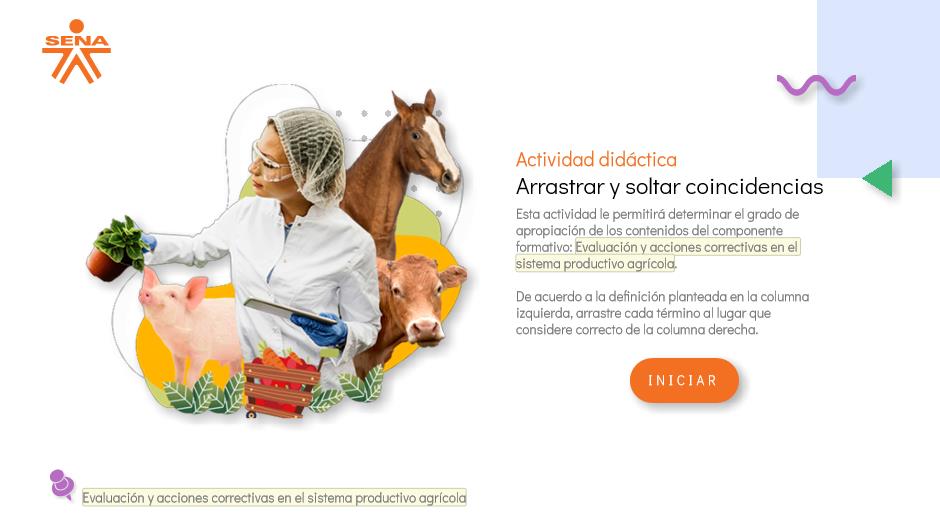 SENA
Actividad didáctica
Arrastrar y soltar coincidencias
Esta actividad le permitirá determinar el grado de
apropiación de los contenidos del componente
formativo: Evaluación y acciones correctivas en el
sistema productivo agrícola.
De acuerdo a la definición planteada en la columna
izquierda, arrastre cada término al lugar que
considere correcto de la columna derecha.
INICIAR
Evaluación y acciones correctivas en el sistema productivo agrícola